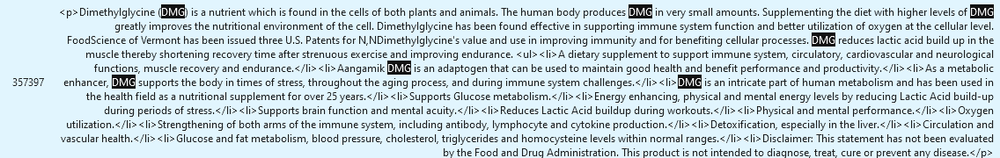 <p>Dimethylglycine (DMG) is a nutrient which is found in the cells of both plants and animals. The human body produces DMG in very small amounts. Supplementing the diet with higher levels of DMG
greatly improves the nutritional environment of the cell. Dimethylglycine has been found effective in supporting immune system function and better utilization of oxygen at the cellular level.
FoodScience of Vermont has been issued three U.S. Patents for N,NDimethylglycine's value and use in improving immunity and for benefiting cellular processes. DMG reduces lactic acid build up in the
muscle thereby shortening recovery time after strenuous exercise and improving endurance. <ul><li>A dietary supplement to support immune system, circulatory, cardiovascular and neurological
functions, muscle recovery and endurance.</li><li>Aangamik DMG is an adaptogen that can be used to maintain good health and benefit performance and productivity.</li><li>As a metabolic
357397 enhancer, DMG supports the body in times of stress, throughout the aging process, and during immune system challenges.</li><li>DMG is an intricate part of human metabolism and has been used in
the health field as a nutritional supplement for over 25 years.</li><li>Supports Glucose metabolism.</li><li>Energy enhancing, physical and mental energy levels by reducing Lactic Acid build-up
during periods of stress.</li><li>Supports brain function and mental acuity.</li><li>Reduces Lactic Acid buildup during workouts.</li><li>Physical and mental performance.</li><li>Oxygen
utilization.</li><li>Strengthening of both arms of the immune system, including antibody, lymphocyte and cytokine production.</li><li>Detoxification, especially in the liver.</li><li>Circulation and
vascular health.</li><li>Glucose and fat metabolism, blood pressure, cholesterol, triglycerides and homocysteine levels within normal ranges.</li><li>Disclaimer: This statement has not been evaluated
by the Food and Drug Administration. This product is not intended to diagnose, treat, cure or prevent any disease.</p>